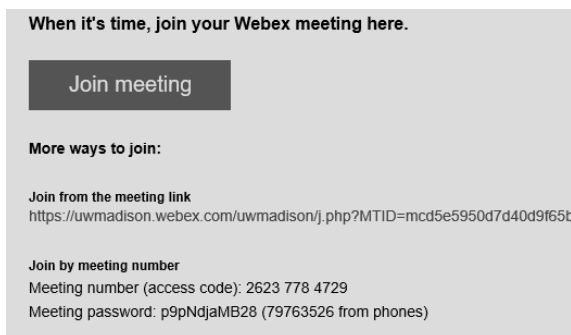 When it's time, join your Webex meeting here.
Join meeting
More ways to join:
Join from the meeting link
https://uwmadison.webex.com/uwmadison/j.php?MTID=mcd5e5950d7d40d9f65b
Join by meeting number
Meeting number (access code): 2623 778 4729
Meeting password: p9pNdjaMB28 (79763526 from phones)